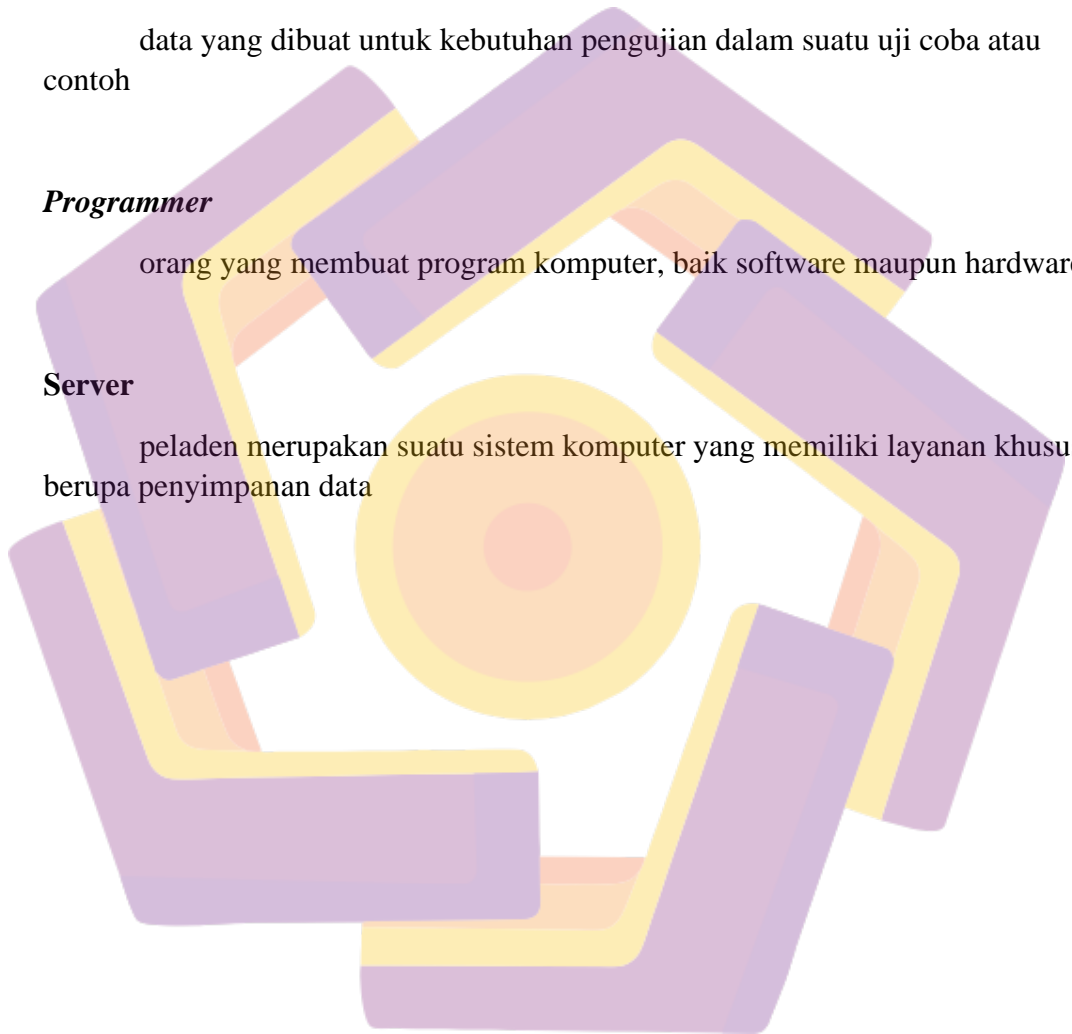 data yang dibuat untuk kebutuhan pengujian dalam suatu uji coba atau
contoh
Programmer
orang yang membuat program komputer, baik software maupun hardware
Server
peladen merupakan suatu sistem komputer yang memiliki layanan khusu
berupa penyimpanan data